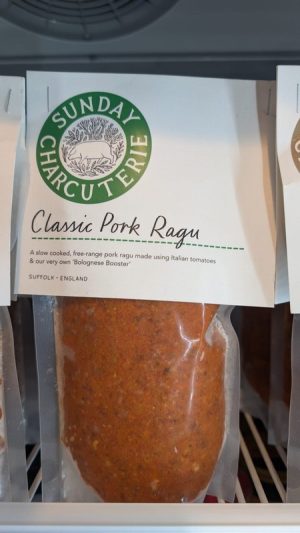 SUNDAY
CHARCUTERIE
Classic Pork Ragu
A slow cooked, free-range pork ragu made using Italian tomatoes
& our very own 'Bolognese Booster'
SUFFOLK - ENGLAND